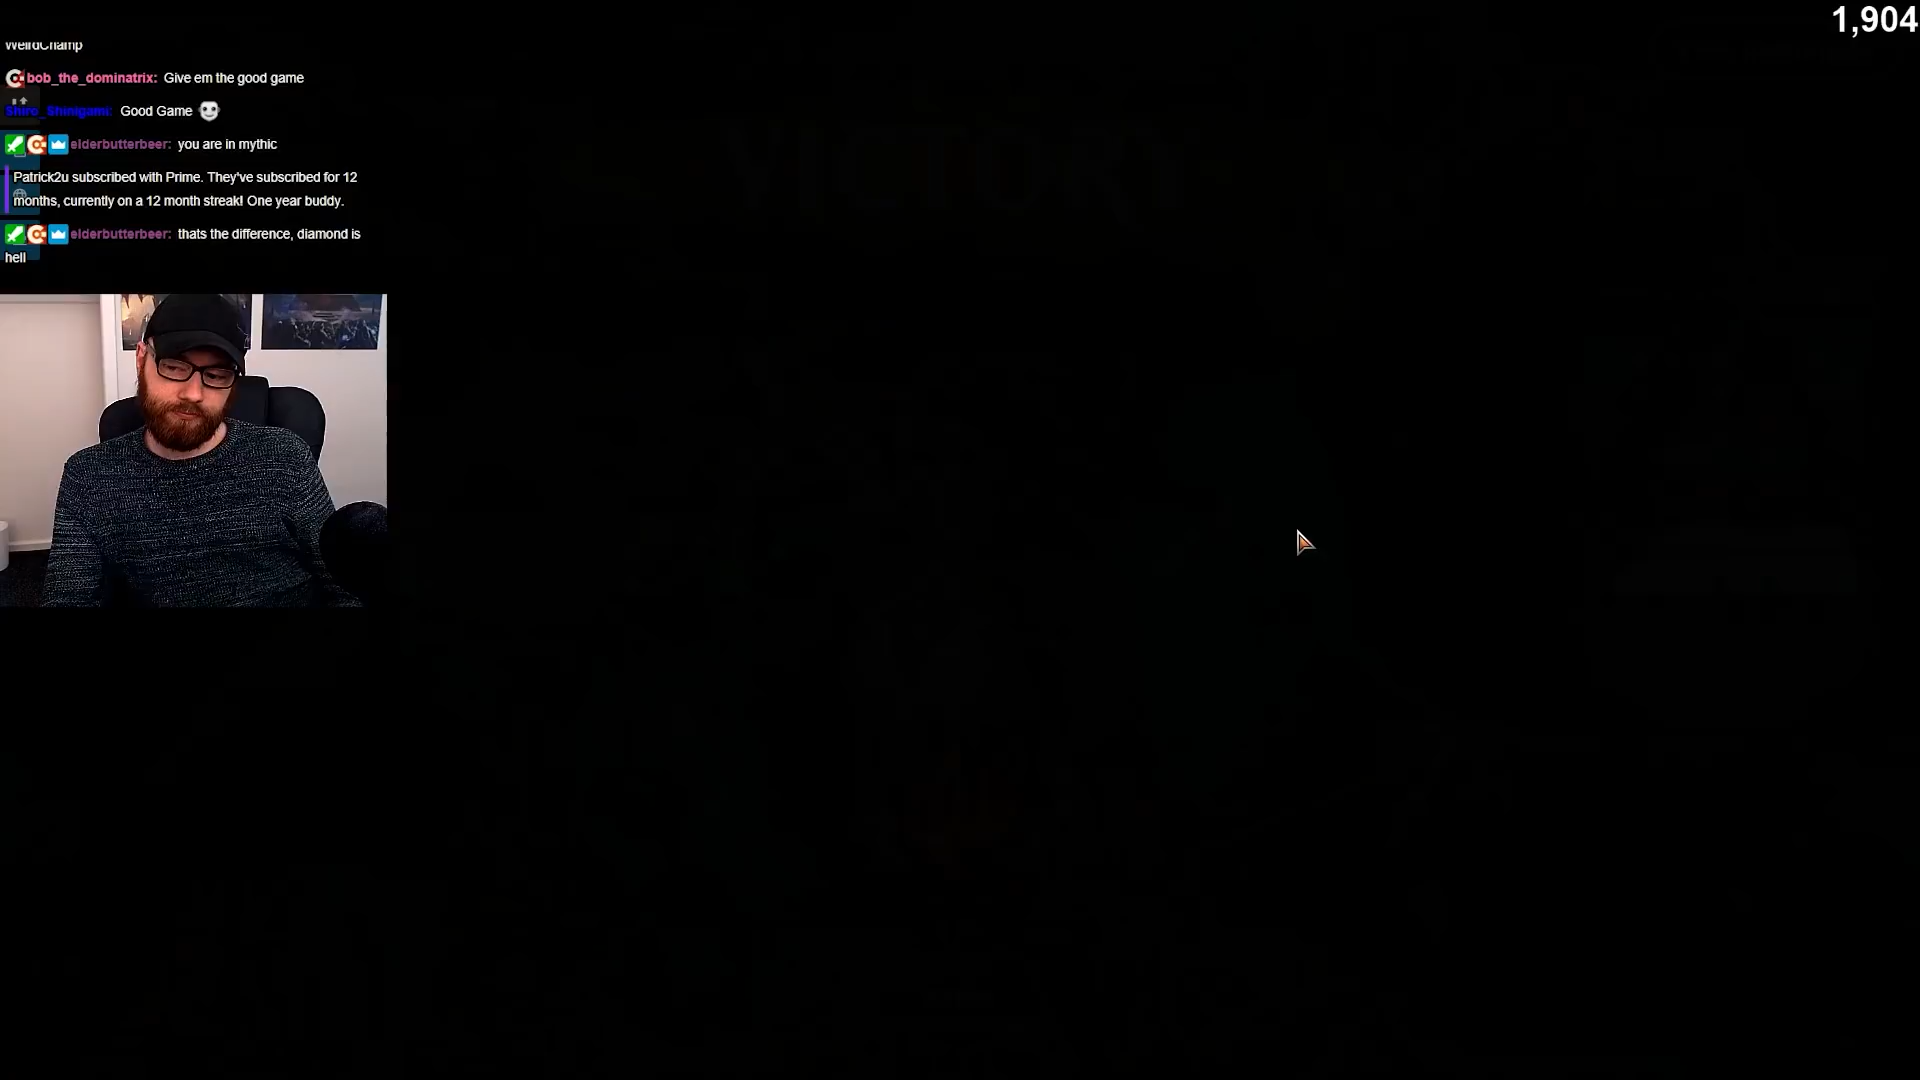 1,904
WeirdChamp
bob_the_dominatrix: Give em the good game
Shiro_Shinigami: Good Game
elderbutterbeer: you are in mythic
Patrick2u subscribed with Prime. They've subscribed for 12
months, currently on a 12 month streak! One year buddy.
elderbutterbeer: thats the difference, diamond is
hell
VICTORY